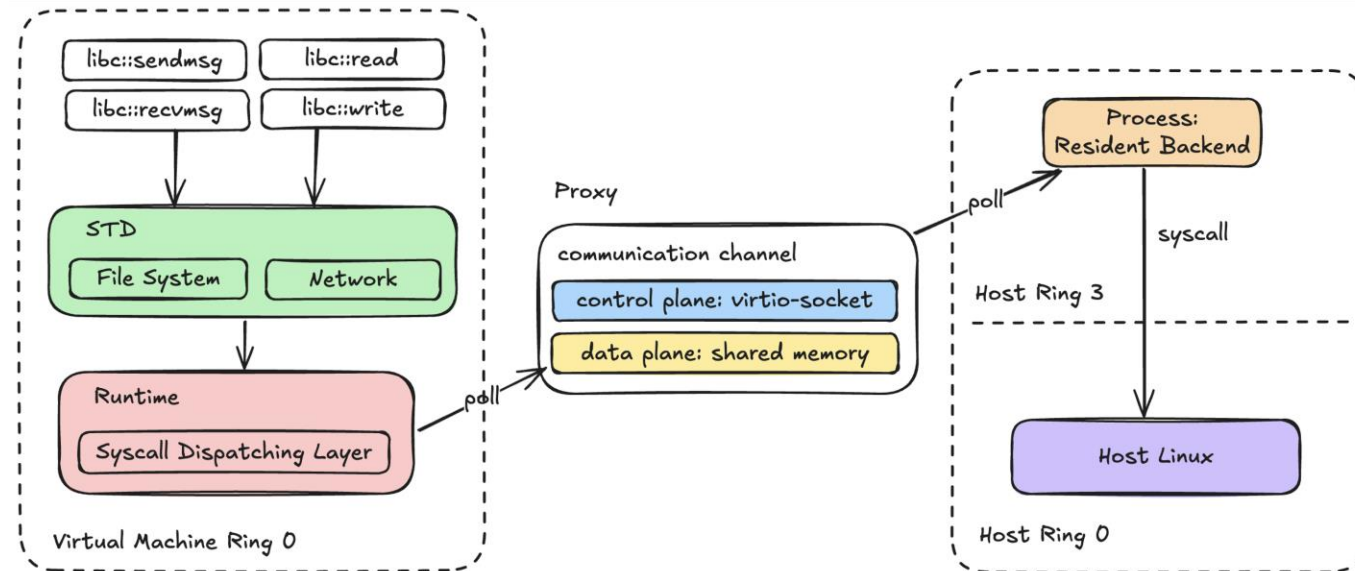 libc::sendmsg
libc::read
libc::recvmsg
libc::write
STD
File System
Network
Runtime
Syscall Dispatching Layer
Virtual Machine Ring 0
poll
Proxy
communication channel
control plane: virtio-socket
data plane: shared memory
poll
Process:
Resident Backend
syscall
Host Ring 3
Host Linux
Host Ring 0